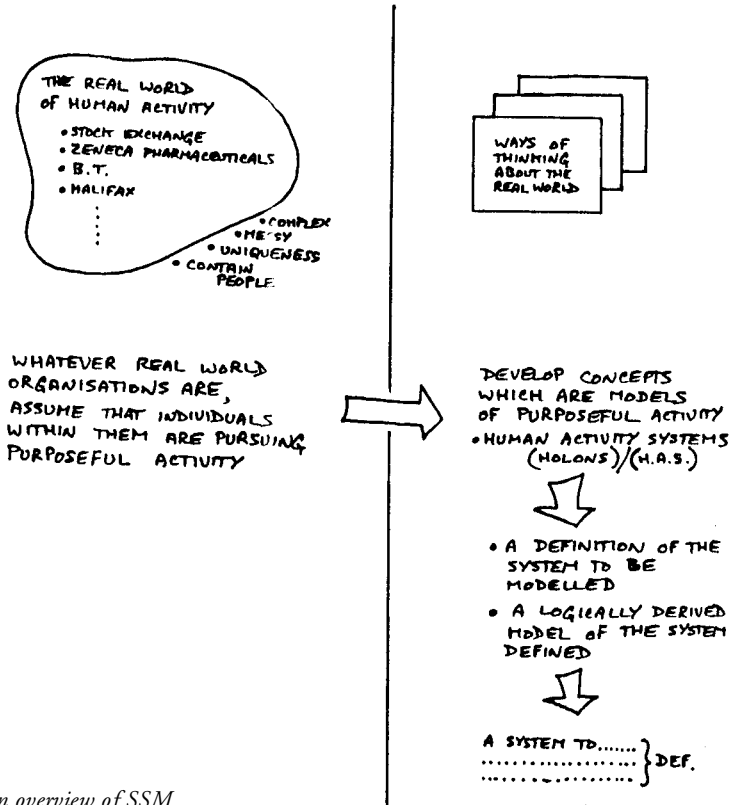 THE REAL WORLD
OF HUMAN ACTIVITY
• STOCK EXCHANGE
• ZENECA PHARMACEUTICALS
• B.T.
• HALIFAX
• COMPLEX
• MESSY
• UNIQUENESS
• CONTAIN
PEOPLE
WHATEVER REAL WORLD
ORGANISATIONS ARE,
ASSUME THAT INDIVIDUALS
WITHIN THEM ARE PURSUING
PURPOSEFUL ACTIVITY
WAYS OF
THINKING
ABOUT THE
REAL WORLD
DEVELOP CONCEPTS
WHICH ARE MODELS
OF PURPOSEFUL ACTIVITY
• HUMAN ACTIVITY SYSTEMS
(HOLONS)/(H.A.S.)
• A DEFINITION OF THE
SYSTEM TO BE
MODELLED
• A LOGICALLY DERIVED
MODEL OF THE SYSTEM
DEFINED
A SYSTEM TO.......
} DEF.
n overview of SSM